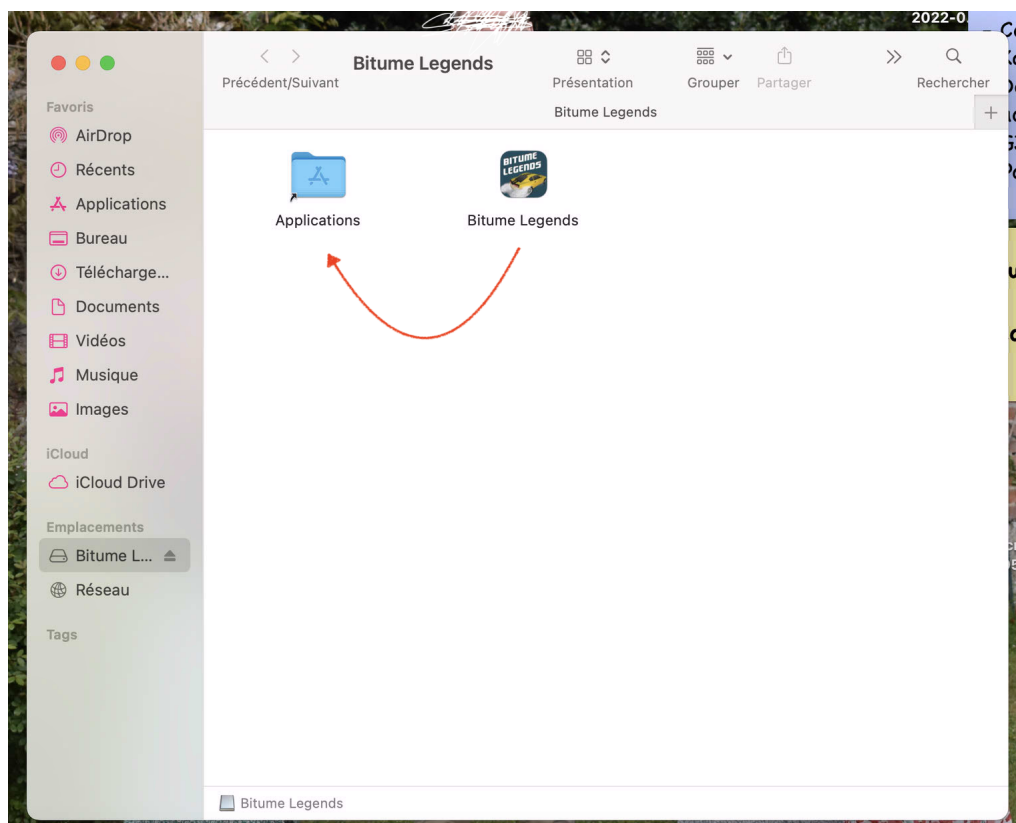 2022-0
Bitume Legends
Précédent/Suivant
Présentation
Grouper
Partager
Rechercher
Bitume Legends
Favoris
AirDrop
Récents
Applications
Bureau
Télécharge...
Documents
Vidéos
Musique
Images
iCloud
iCloud Drive
Emplacements
Bitume L...
Réseau
Tags
BITUME
LEGENDS
Applications
Bitume Legends
Bitume Legends